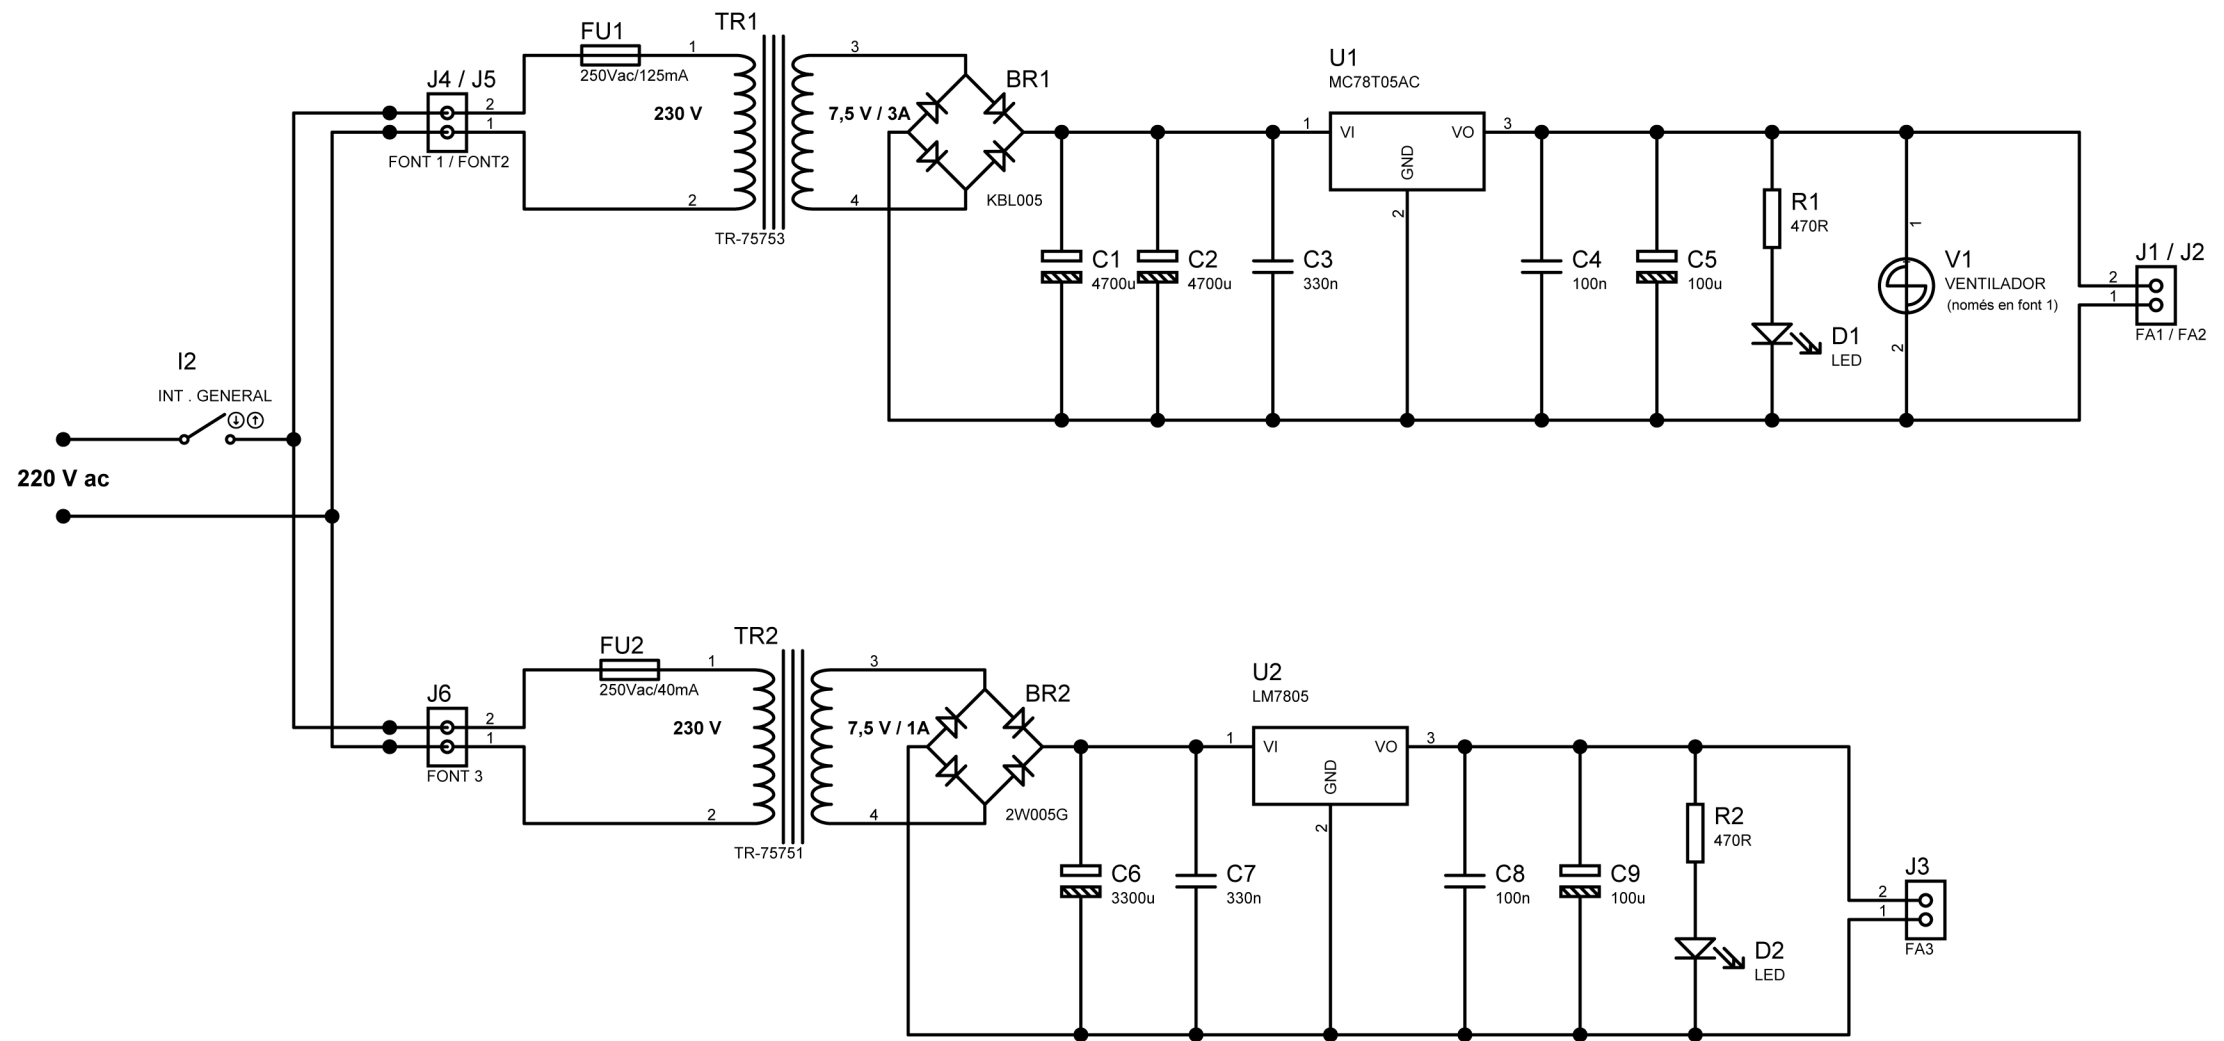 TR1
FU1
250Vac/125mA
1
3
J4 / J5
2
1
FONT 1 / FONT2
230 V
7,5 V / 3A
BR1
KBL005
2
4
TR-75753
U1
MC78T05AC
1
VI
VO
3
GND
2
C1
4700u
C2
4700u
C3
330n
C4
100n
C5
100u
R1
470R
D1
LED
1
V1
VENTILADOR
(només en font 1)
2
J1 / J2
2
1
FA1 / FA2
I2
INT . GENERAL
220 V ac
TR2
FU2
250Vac/40mA
1
3
J6
2
1
FONT 3
230 V
7,5 V / 1A
BR2
2W005G
2
4
TR-75751
U2
LM7805
1
VI
VO
3
GND
2
C6
3300u
C7
330n
C8
100n
C9
100u
R2
470R
D2
LED
J3
2
1
FA3